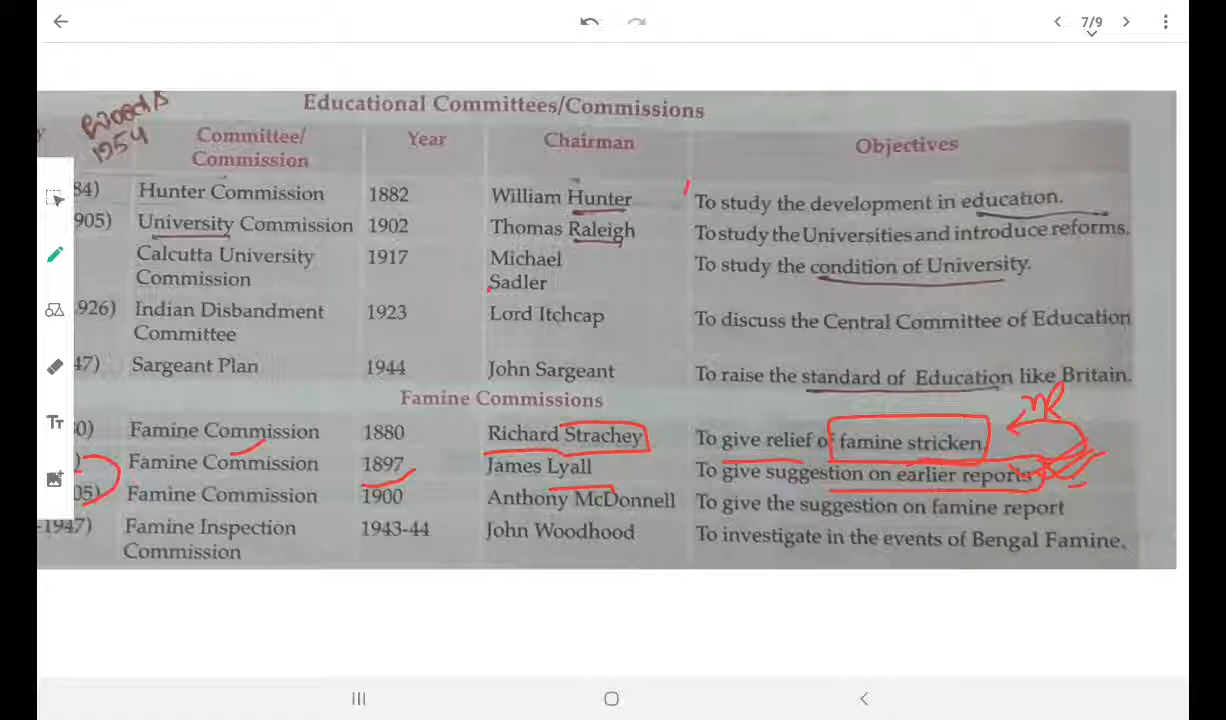 7/9
Wood's
1954
Educational Committees/Commissions
y Committee/ Year Chairman Objectives
Commission
84) Hunter Commission 1882 William Hunter To study the development in education.
905) University Commission 1902 Thomas Raleigh To study the Universities and introduce reforms.
Calcutta University 1917 Michael To study the condition of University.
Commission Sadler
926) Indian Disbandment 1923 Lord Itchcap To discuss the Central Committee of Education
Committee
47) Sargeant Plan 1944 John Sargeant To raise the standard of Education like Britain.
Famine Commissions
80) Famine Commission 1880 Richard Strachey To give relief of famine stricken.
) Famine Commission 1897 James Lyall To give suggestion on earlier reports
05) Famine Commission 1900 Anthony McDonnell To give the suggestion on famine report
-1947) Famine Inspection 1943-44 John Woodhood To investigate in the events of Bengal Famine.
Commission
TT